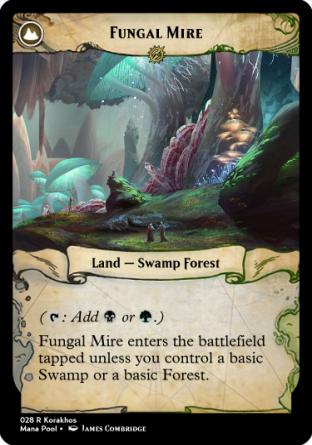 Fungal Mire
Land — Swamp Forest
( : Add or .)
Fungal Mire enters the battlefield
tapped unless you control a basic
Swamp or a basic Forest.
028 R Korakhos
Mana Pool • James Combridge